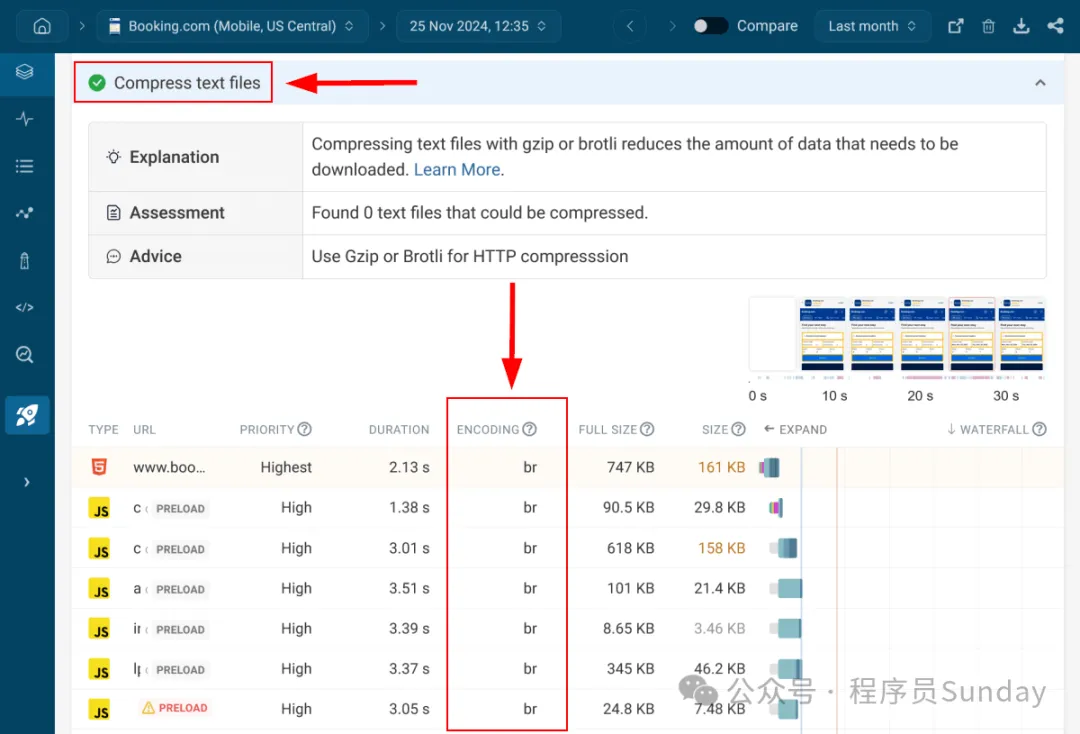 Booking.com (Mobile, US Central) 25 Nov 2024, 12:35 Compare Last month
Compress text files
Explanation Compressing text files with gzip or brotli reduces the amount of data that needs to be
downloaded. Learn More.
Assessment Found 0 text files that could be compressed.
Advice Use Gzip or Brotli for HTTP compresssion
0 s 10 s 20 s 30 s
TYPE URL PRIORITY DURATION ENCODING FULL SIZE SIZE EXPAND WATERFALL
www.boo... Highest 2.13 s br 747 KB 161 KB
JS c PRELOAD High 1.38 s br 90.5 KB 29.8 KB
JS c PRELOAD High 3.01 s br 618 KB 158 KB
JS a PRELOAD High 3.51 s br 101 KB 21.4 KB
JS PRELOAD High 3.39 s br 8.65 KB 3.46 KB
JS PRELOAD High 3.37 s br 345 KB 46.2 KB
JS PRELOAD High 3.05 s br 24.8 KB 7.48 KB
公众号 · 程序员Sunday